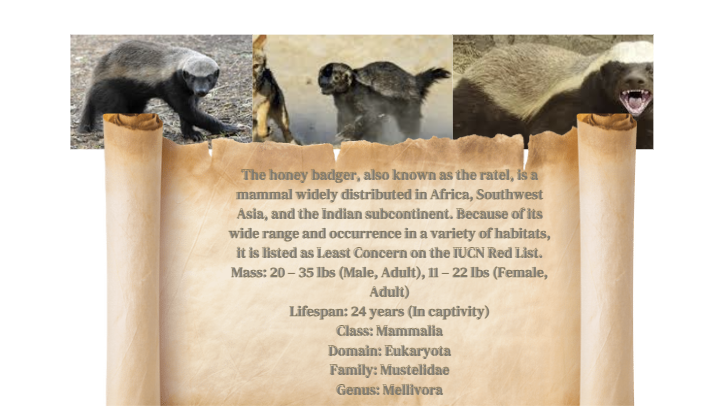 The honey badger, also known as the ratel, is a
mammal widely distributed in Africa, Southwest
Asia, and the Indian subcontinent. Because of its
wide range and occurrence in a variety of habitats,
it is listed as Least Concern on the IUCN Red List.
Mass: 20 – 35 lbs (Male, Adult), 11 – 22 lbs (Female,
Adult)
Lifespan: 24 years (In captivity)
Class: Mammalia
Domain: Eukaryota
Family: Mustelidae
Genus: Mellivora